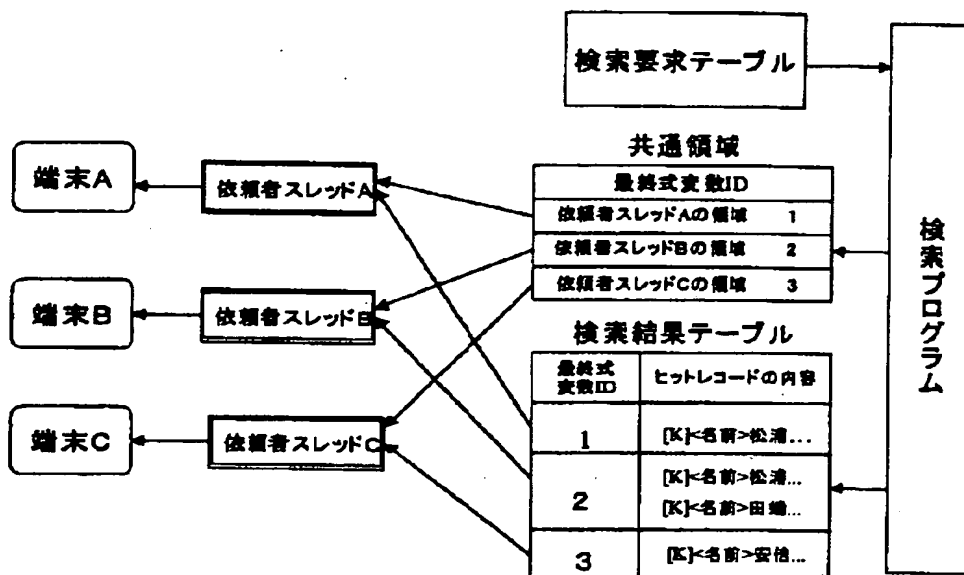 検索要求テーブル
共通領域
最終式変数ID
依頼者スレッドAの領域 1
依頼者スレッドBの領域 2
依頼者スレッドCの領域 3
端末A
依頼者スレッドA
端末B
依頼者スレッドB
端末C
依頼者スレッドC
検索結果テーブル
最終式
変数ID
ヒットレコードの内容
1
[K]<名前>松浦...
2
[K]<名前>松浦...
[K]<名前>田端...
3
[K]<名前>安倍...
検索プログラム